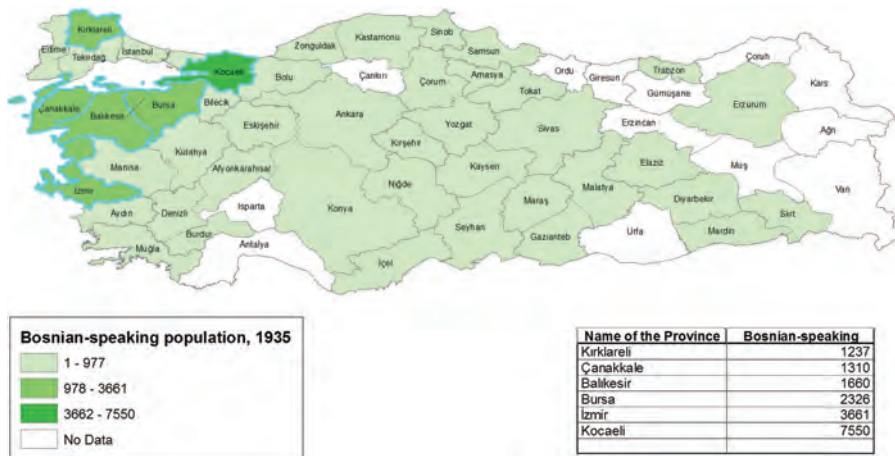 Kırklareli
Edirne
Tekirdağ
İstanbul
Kocaeli
Zonguldak
Kastamonu
Sinob
Samsun
Bolu
Çankırı
Çorum
Amasya
Ordu
Giresun
Trabzon
Çoruh
Kars
Gümüşane
Erzurum
Tokat
Çanakkale
Balıkesir
Bursa
Bilecik
Eskişehir
Ankara
Yozgat
Sivas
Erzincan
Ağrı
Kırşehir
Kütahya
Manisa
Afyonkarahisar
Kayseri
Elaziz
Muş
Van
İzmir
Niğde
Malatya
Isparta
Konya
Maraş
Diyarbekir
Siirt
Aydın
Denizli
Burdur
Seyhan
Gaziantep
Urfa
Mardin
Muğla
Antalya
İçel
Bosnian-speaking population, 1935
1 - 977
978 - 3661
3662 - 7550
No Data
Name of the Province Bosnian-speaking
Kırklareli 1237
Çanakkale 1310
Balıkesir 1660
Bursa 2326
İzmir 3661
Kocaeli 7550